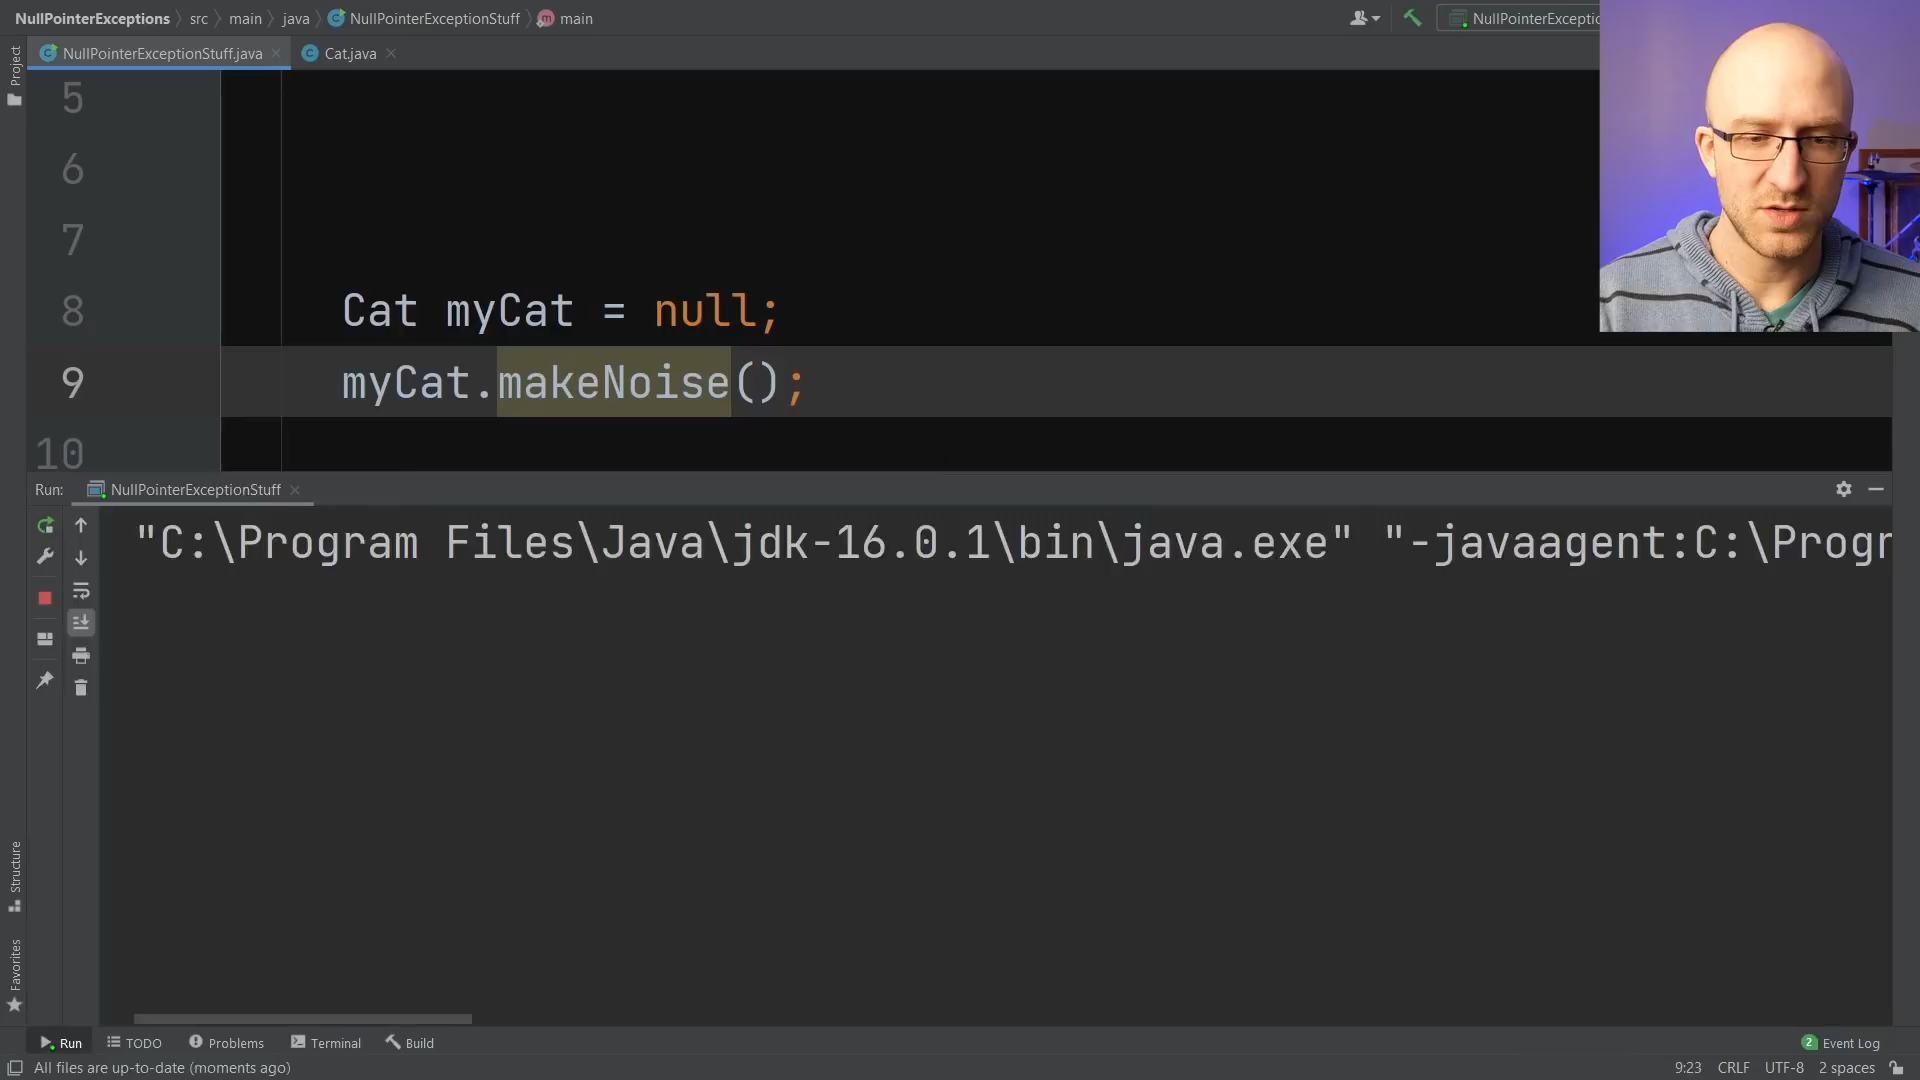 NullPointerExceptions src main java NullPointerExceptionStuff main
NullPointerExceptio
NullPointerExceptionStuff.java Cat.java
Project
5
6
7
8 Cat myCat = null;
9 myCat.makeNoise();
10
Run: NullPointerExceptionStuff
"C:\Program Files\Java\jdk-16.0.1\bin\java.exe" "-javaagent:C:\Progr
Structure
Favorites
Run TODO Problems Terminal Build
2 Event Log
All files are up-to-date (moments ago)
9:23 CRLF UTF-8 2 spaces